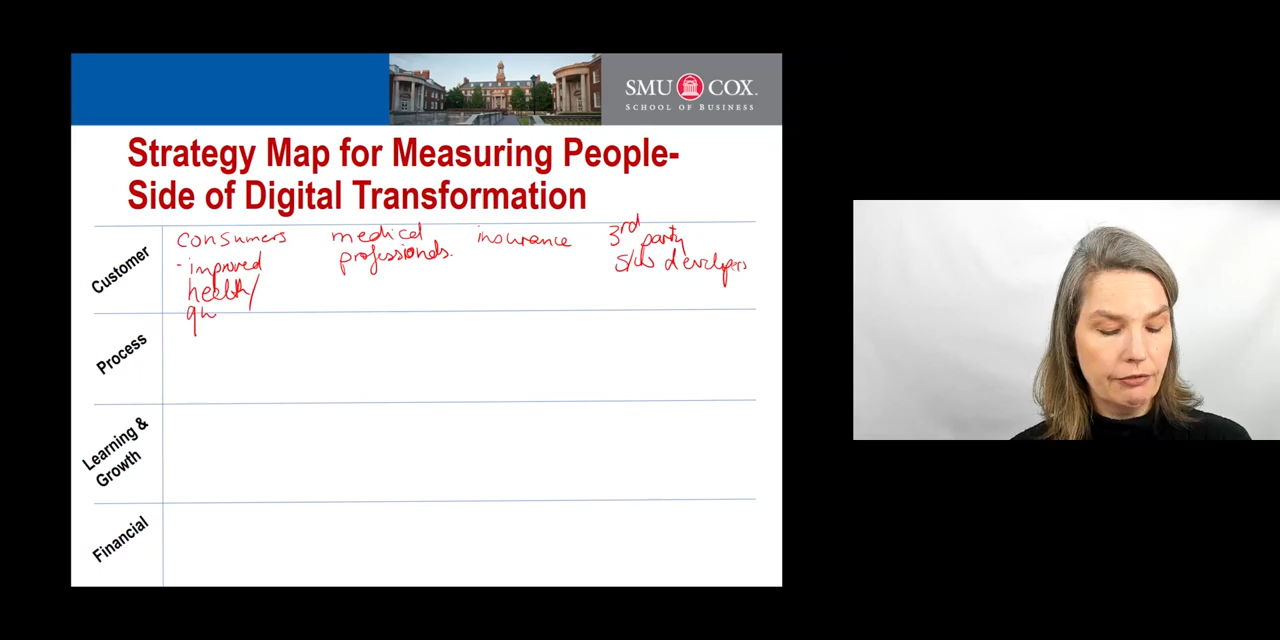 SMU COX
SCHOOL OF BUSINESS
Strategy Map for Measuring People-
Side of Digital Transformation
Customer
consumers
- improved
health/
qu
medical
professionals.
insurance
3rd party
s/w developers
Process
Learning &
Growth
Financial